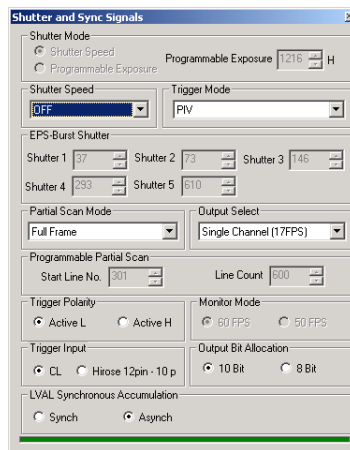 Shutter and Sync Signals
Shutter Mode
Shutter Speed
Programmable Exposure
Programmable Exposure 1216 H
Shutter Speed
OFF
Trigger Mode
PIV
EPS-Burst Shutter
Shutter 1 37 Shutter 2 73 Shutter 3 146
Shutter 4 293 Shutter 5 610
Partial Scan Mode
Full Frame
Output Select
Single Channel (17FPS)
Programmable Partial Scan
Start Line No. 301 Line Count 600
Trigger Polarity
Active L Active H
Monitor Mode
60 FPS 50 FPS
Trigger Input
CL Hirose 12pin - 10 p
Output Bit Allocation
10 Bit 8 Bit
LVAL Synchronous Accumulation
Synch Asynch